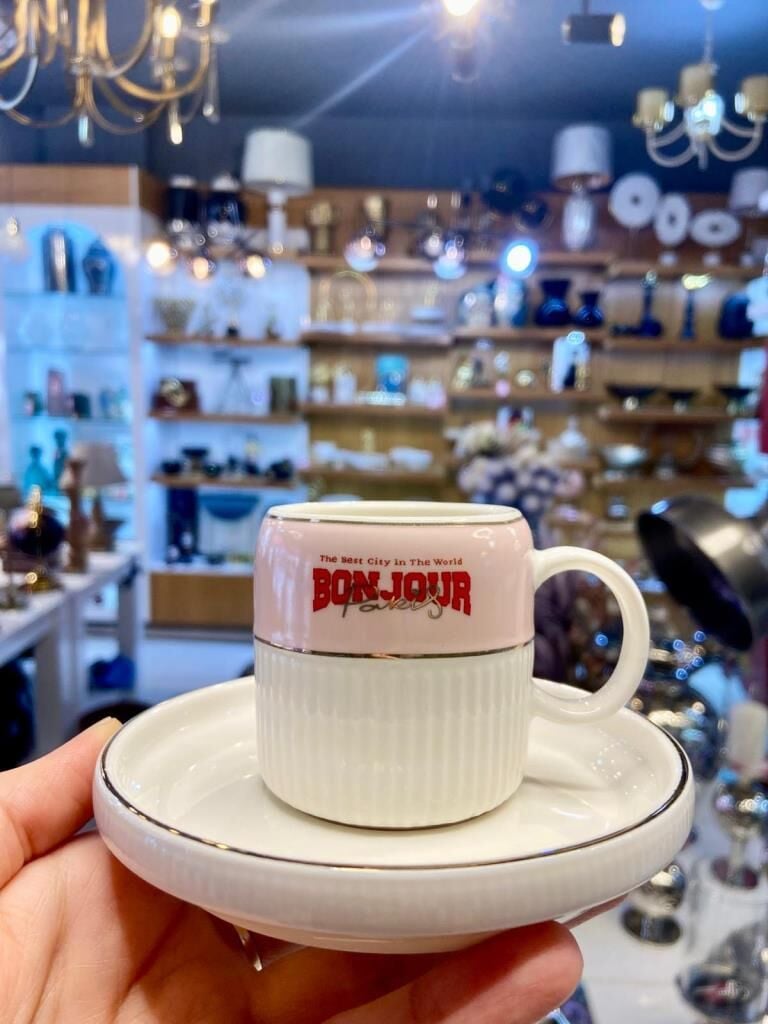 The Best City in The World
BONJOUR
Paris